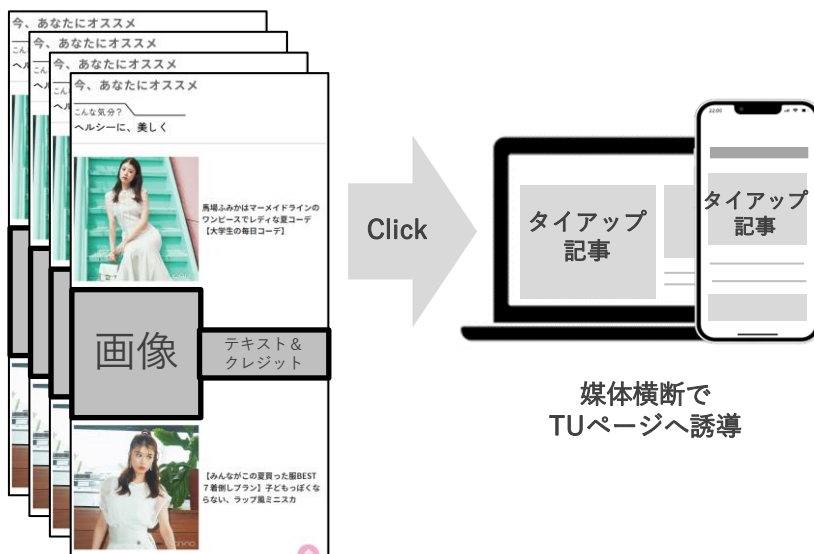 今、あなたにオススメ
今、あなたにオススメ
今、あなたにオススメ
今、あなたにオススメ
こんな気分?
ヘルシーに、美しく
馬場ふみかはマーメイドラインの
ワンピースでレディな夏コーデ
【大学生の毎日コーデ】
画像
テキスト&
クレジット
【みんながこの夏買った服BEST
7着倒しプラン】子どもっぽくな
らない、ラップ風ミニスカ
Click
タイアップ
記事
22:00
タイアップ
記事
媒体横断で
TUページへ誘導